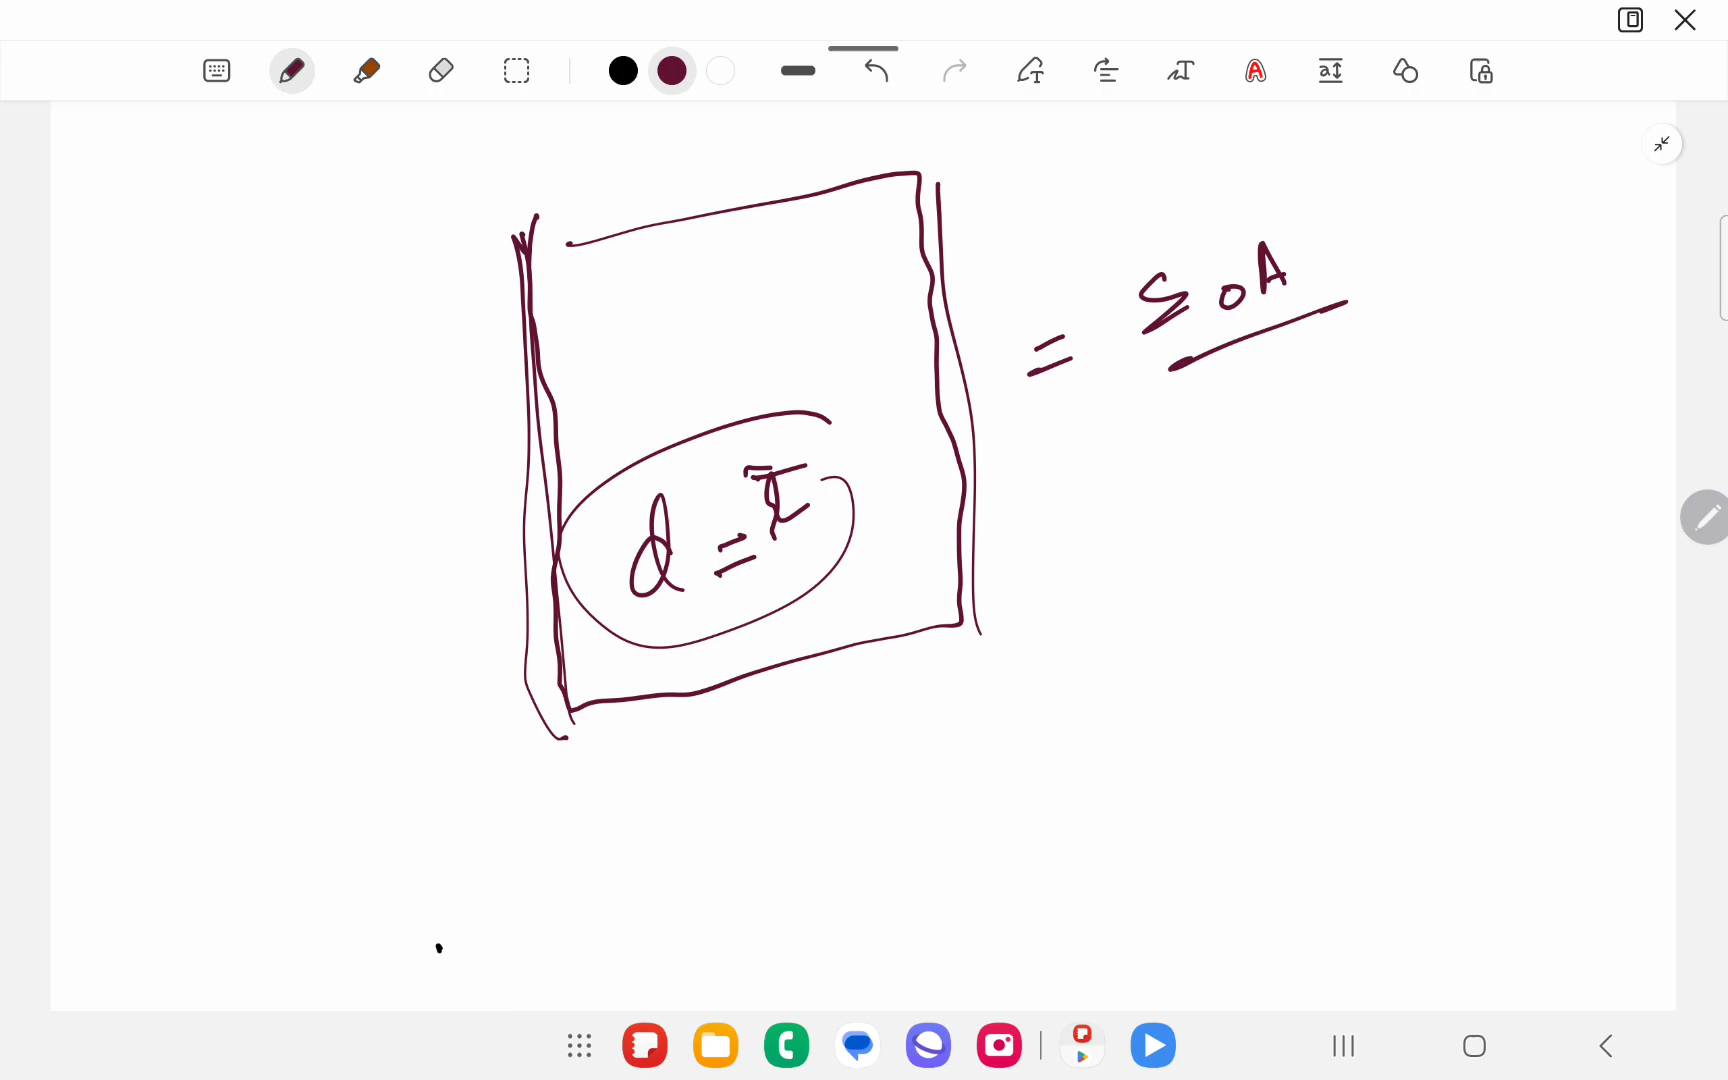 = ε₀A
d = I